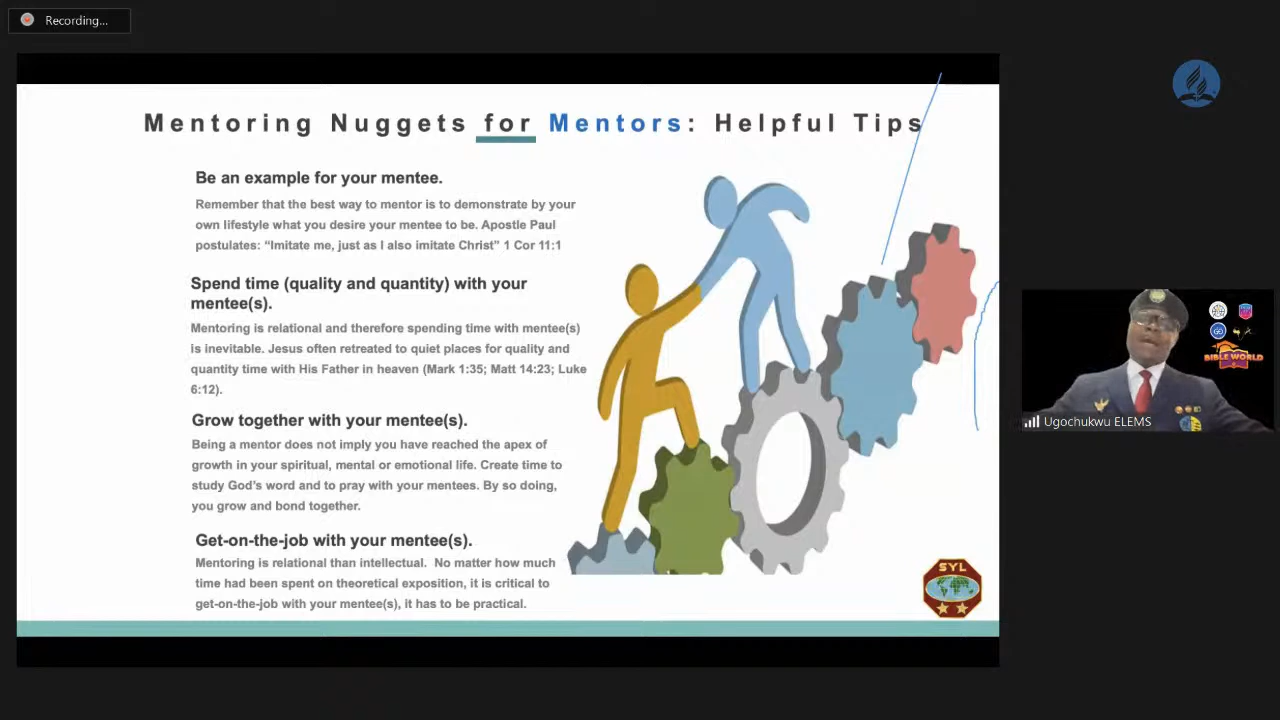 Recording...
Mentoring Nuggets for Mentors: Helpful Tips
Be an example for your mentee.
Remember that the best way to mentor is to demonstrate by your
own lifestyle what you desire your mentee to be. Apostle Paul
postulates: “Imitate me, just as I also imitate Christ” 1 Cor 11:1
Spend time (quality and quantity) with your
mentee(s).
Mentoring is relational and therefore spending time with mentee(s)
is inevitable. Jesus often retreated to quiet places for quality and
quantity time with His Father in heaven (Mark 1:35; Matt 14:23; Luke
6:12).
Grow together with your mentee(s).
Being a mentor does not imply you have reached the apex of
growth in your spiritual, mental or emotional life. Create time to
study God’s word and to pray with your mentees. By so doing,
you grow and bond together.
Get-on-the-job with your mentee(s).
Mentoring is relational than intellectual.  No matter how much
time had been spent on theoretical exposition, it is critical to
get-on-the-job with your mentee(s), it has to be practical.
SYL
BIBLE WORLD
Ugochukwu ELEMS